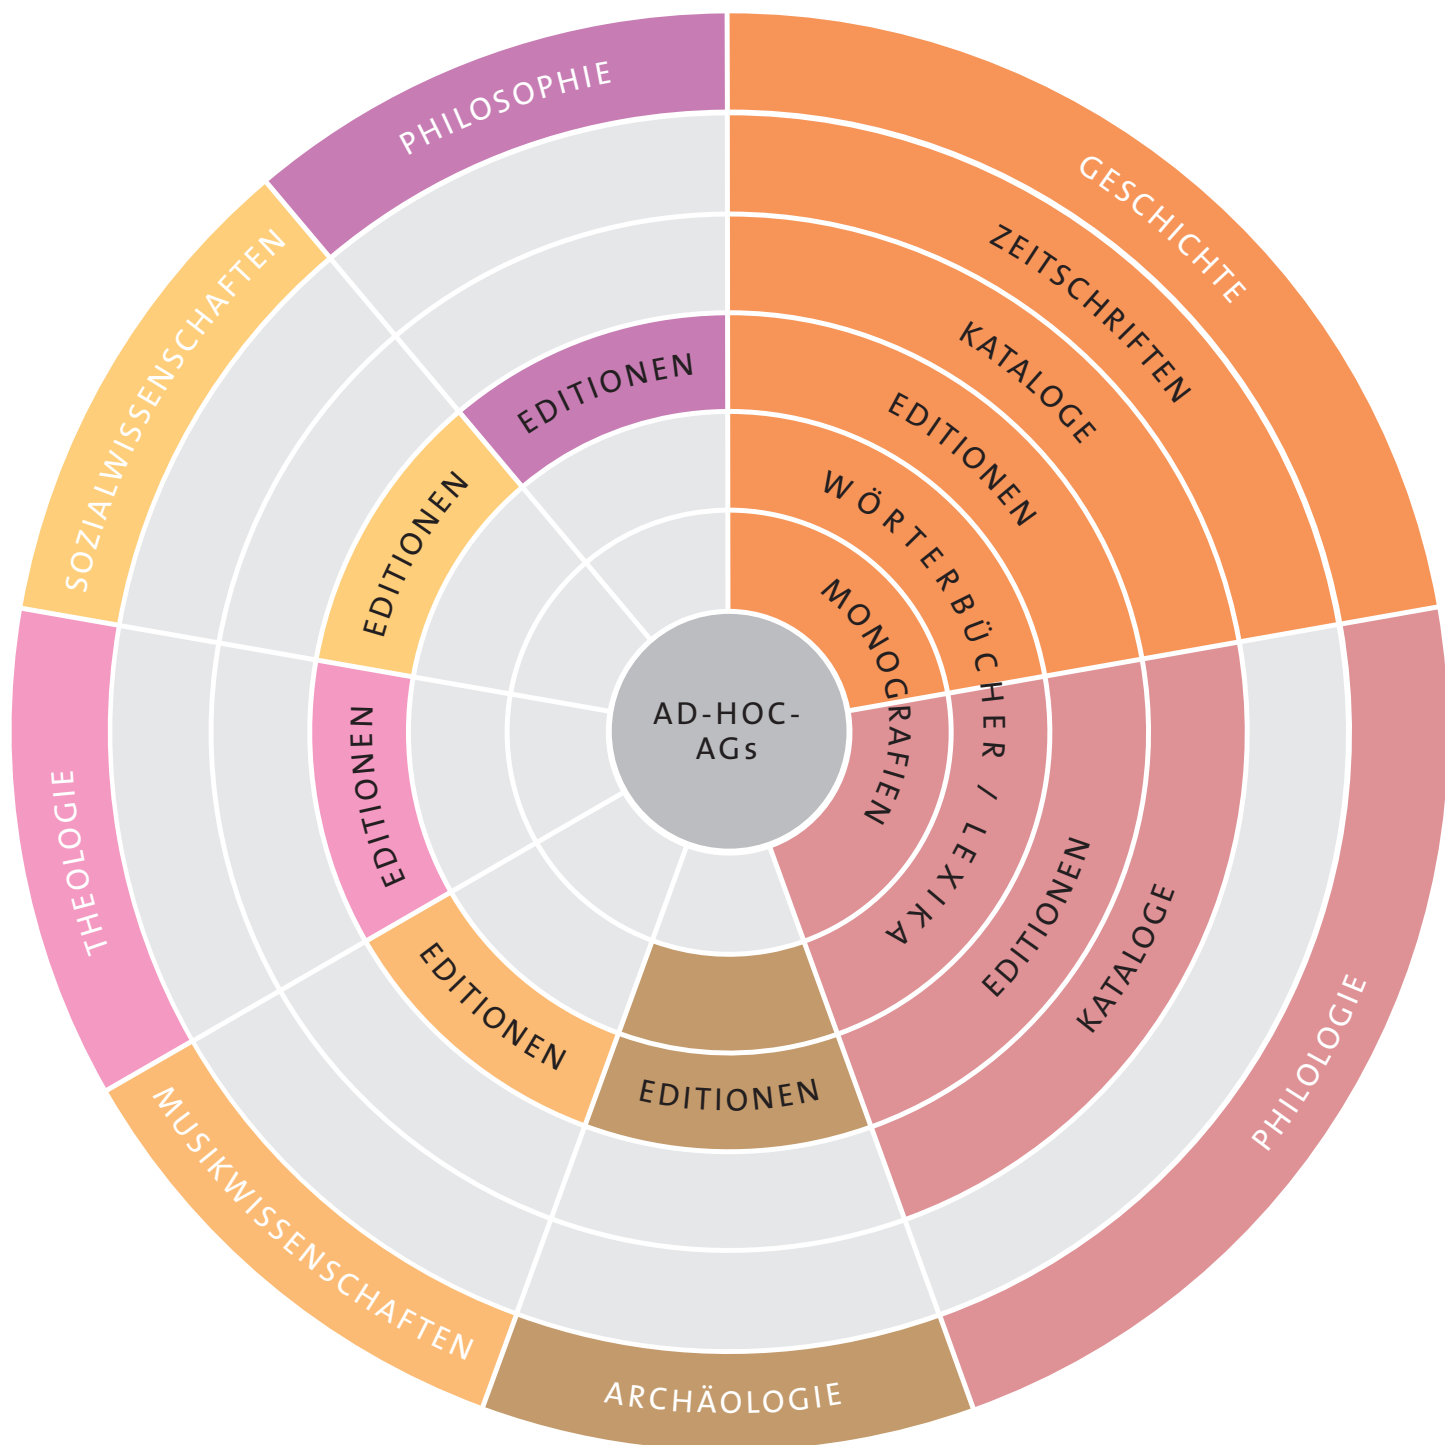 PHILOSOPHIE
GESCHICHTE
ZEITSCHRIFTEN
KATALOGE
EDITIONEN
WÖRTERBÜCHER / LEXIKA
MONOGRAFIEN
EDITIONEN
SOZIALWISSENSCHAFTEN
EDITIONEN
AD-HOC-
AGs
THEOLOGIE
EDITIONEN
EDITIONEN
KATALOGE
PHILOLOGIE
EDITIONEN
MUSIKWISSENSCHAFTEN
EDITIONEN
ARCHÄOLOGIE